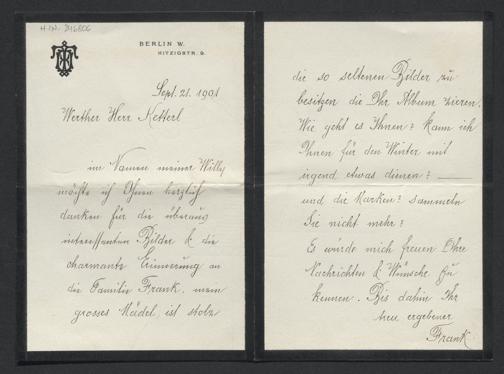 H.I.N. 246606
BERLIN W.
HITZIGSTR. 9.
Sept. 21. 1901
Werther Herr Ketterl
im Namen meiner Willy
möchte ich Ihnen herzlich
danken für die überaus
interessanten Bilder & die
charmante Erinnerung an
die Familie Frank. mein
grosses Mädel, ist stolz
die so seltenen Bilder zu
besitzen die Ihr Album zieren.
Wie geht es Ihnen? kann ich
Ihnen für den Winter mit
irgend etwas dienen? ———
und die Marken? sammeln
Sie nicht mehr?
Es würde mich freuen Ihre
Nachrichten & Wünsche zu
kennen. Bis dahin Ihr
treu ergebener
Frank